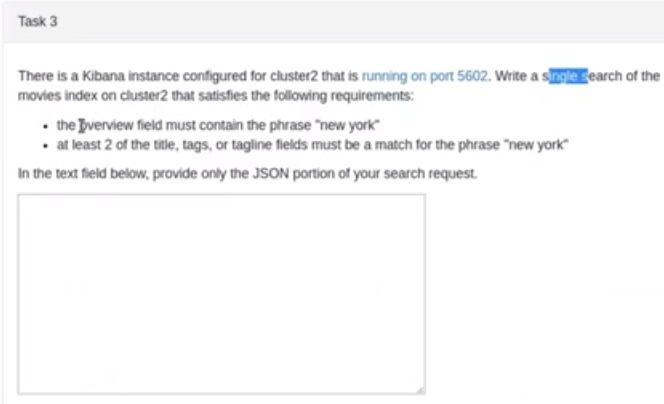 Task 3
There is a Kibana instance configured for cluster2 that is running on port 5602. Write a single search of the
movies index on cluster2 that satisfies the following requirements:
• the overview field must contain the phrase "new york"
• at least 2 of the title, tags, or tagline fields must be a match for the phrase "new york"
In the text field below, provide only the JSON portion of your search request.